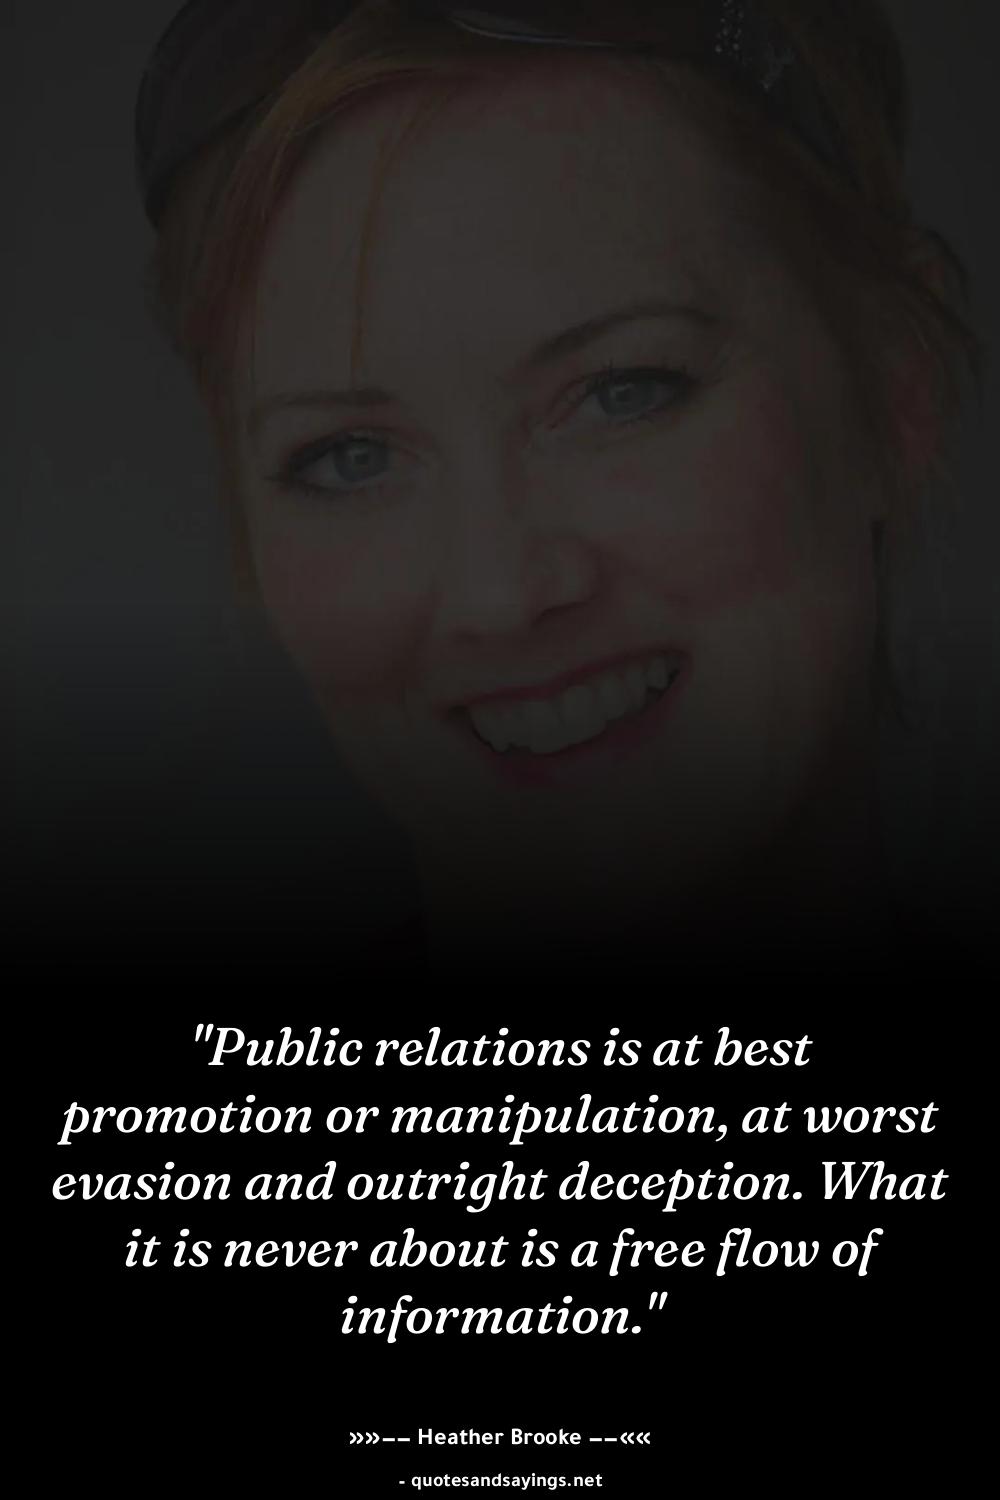 "Public relations is at best
promotion or manipulation, at worst
evasion and outright deception. What
it is never about is a free flow of
information."
»»−− Heather Brooke −−««
- quotesandsayings.net